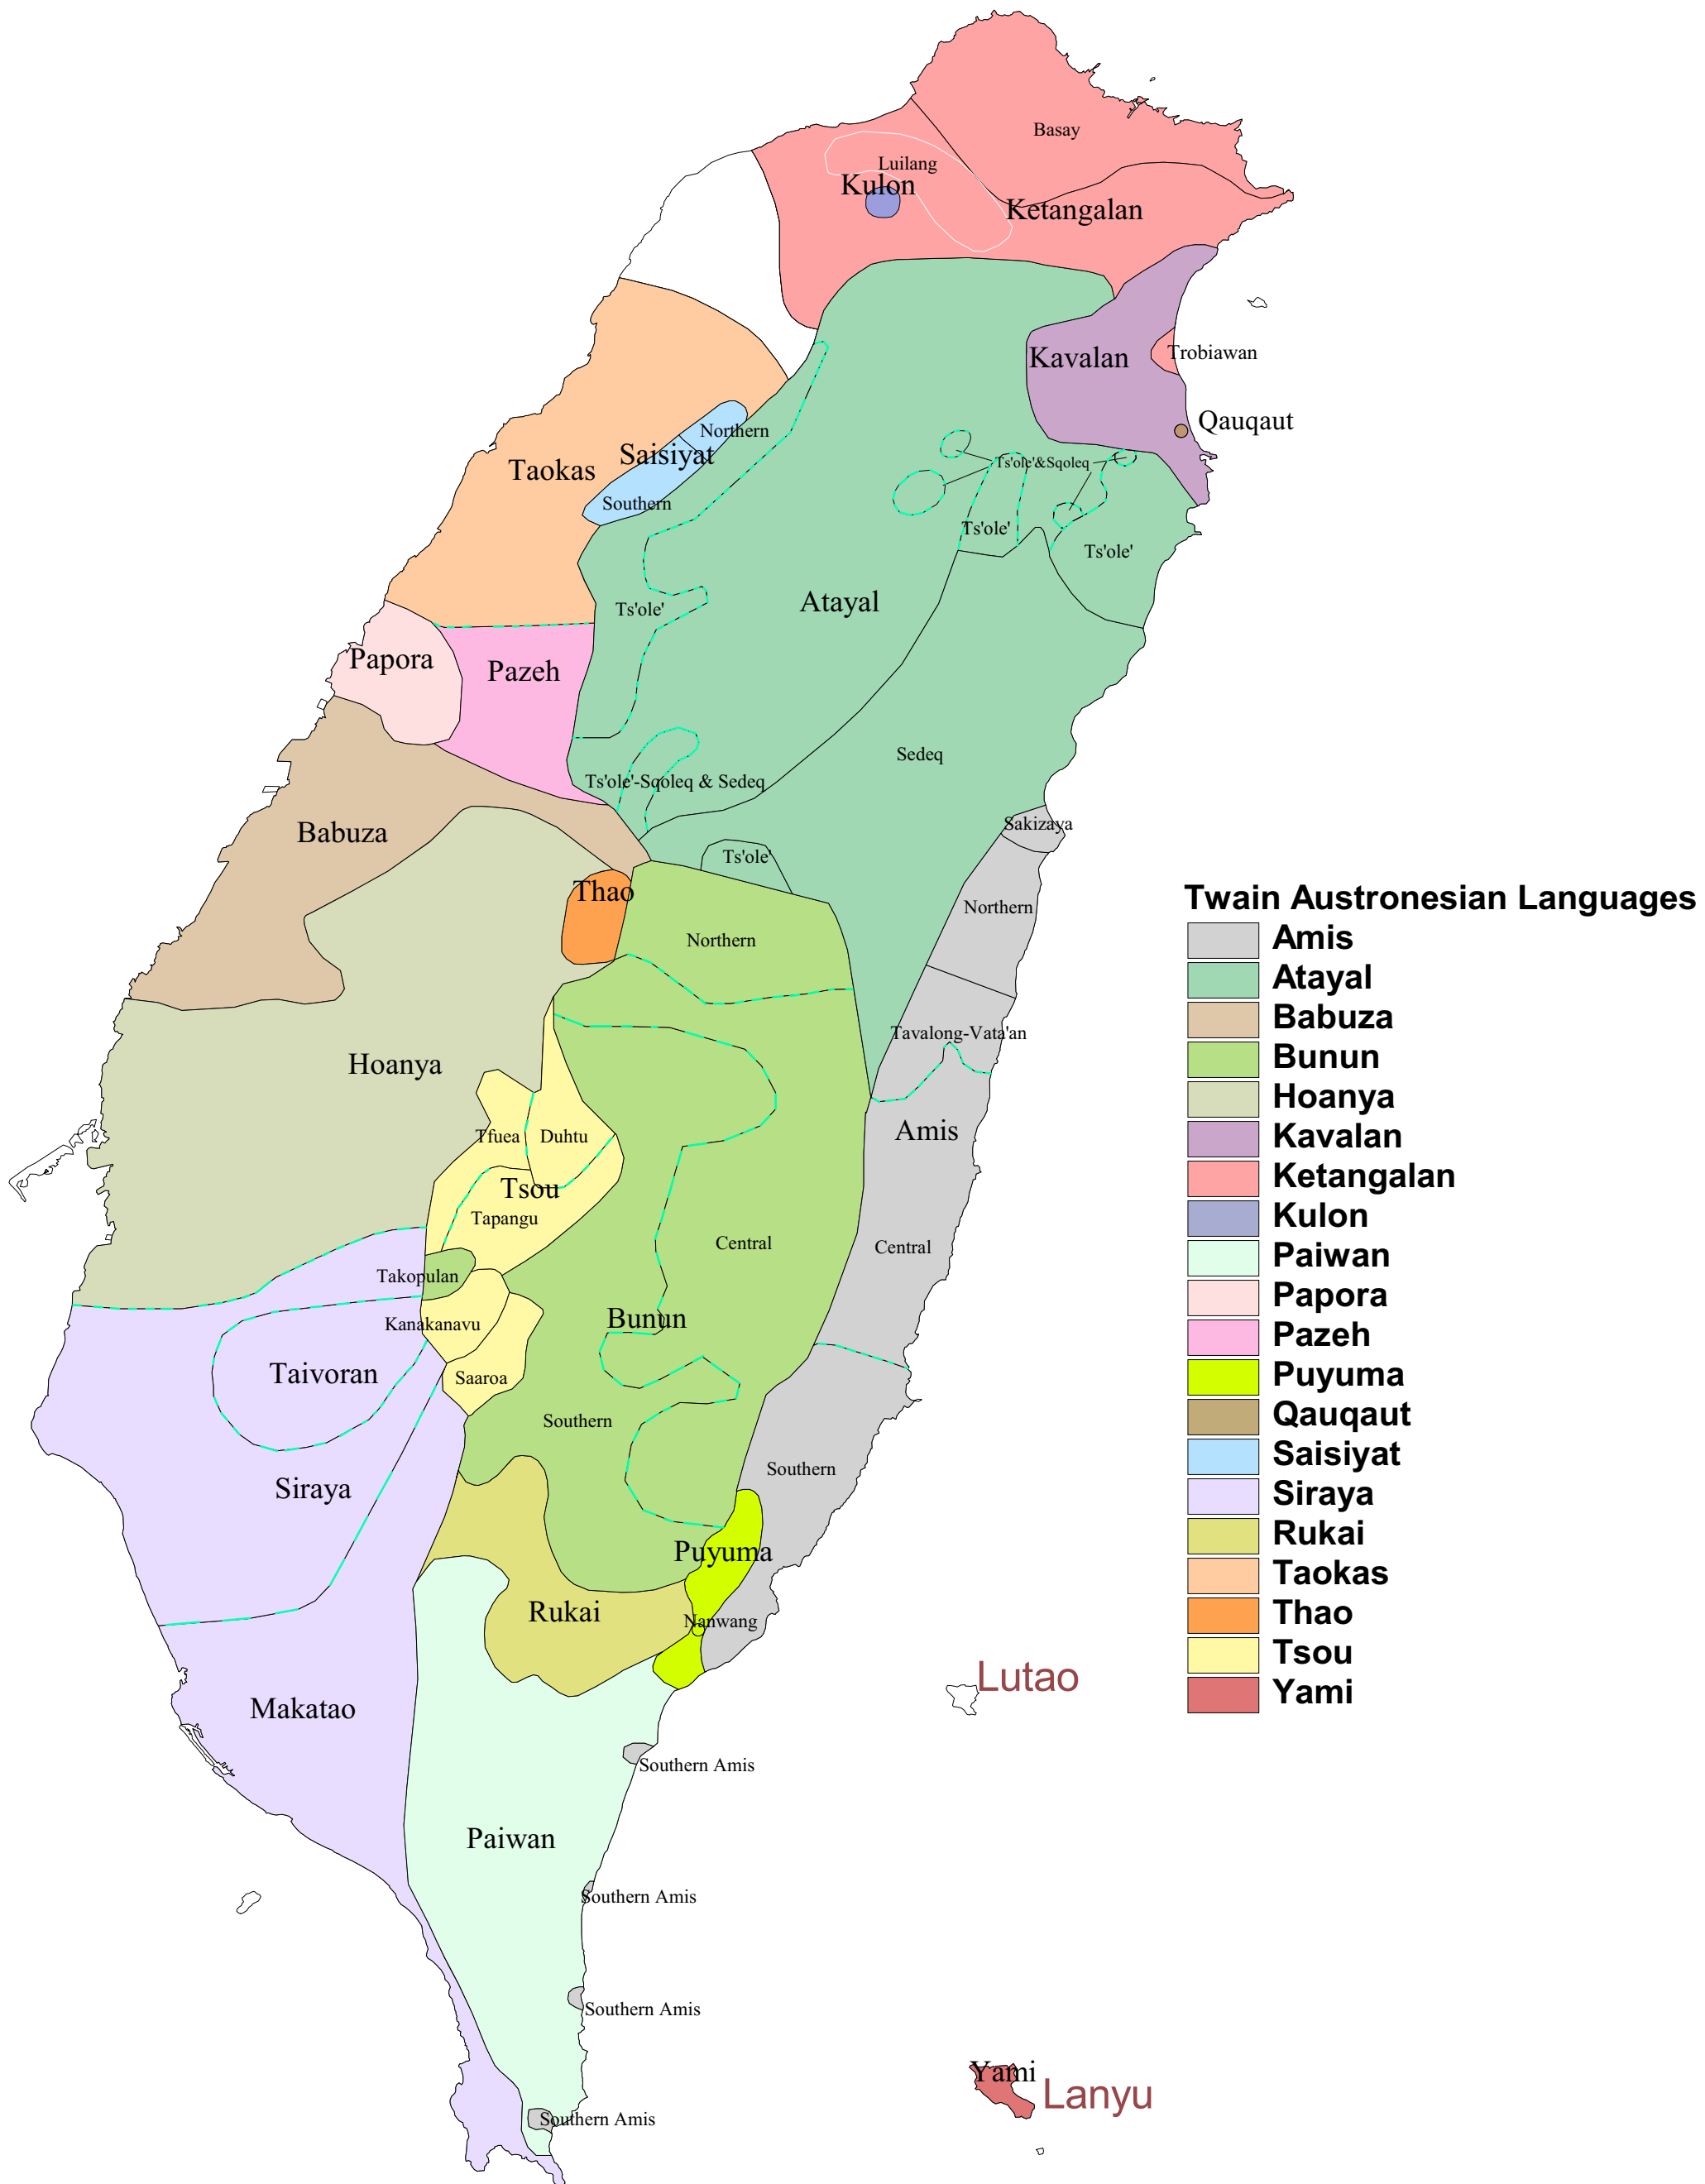 Basay
Luilang
Kulon
Ketangalan
Kavalan
Trobiawan
Qauqaut
Northern
Saisiyat
Taokas
Southern
Ts'ole'&Sqoleq
Ts'ole'
Ts'ole'
Atayal
Ts'ole'
Papora
Pazeh
Sedeq
Ts'ole'-Sqoleq & Sedeq
Sakizaya
Babuza
Ts'ole'
Thao
Northern
Northern
Tavalong-Vata'an
Hoanya
Amis
Tfuea
Duhtu
Tsou
Tapangu
Central
Central
Takopulan
Kanakanavu
Bunun
Taivoran
Saaroa
Southern
Southern
Siraya
Puyuma
Rukai
Nanwang
Makatao
Lutao
Southern Amis
Paiwan
Southern Amis
Southern Amis
Yami
Lanyu
Southern Amis
Twain Austronesian Languages
Amis
Atayal
Babuza
Bunun
Hoanya
Kavalan
Ketangalan
Kulon
Paiwan
Papora
Pazeh
Puyuma
Qauqaut
Saisiyat
Siraya
Rukai
Taokas
Thao
Tsou
Yami